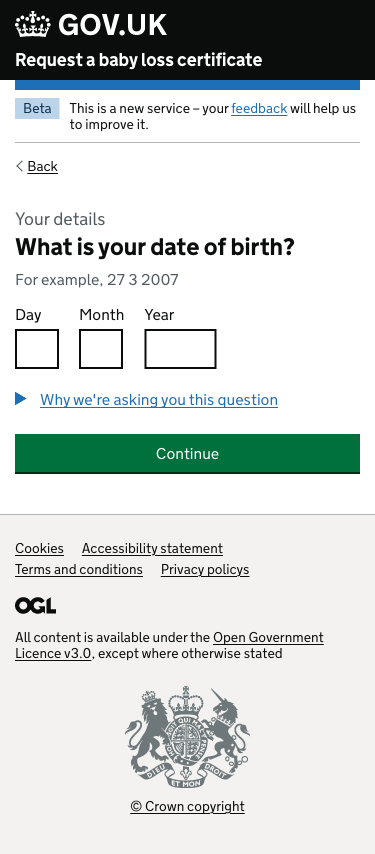 GOV.UK
Request a baby loss certificate
Beta
This is a new service – your feedback will help us
to improve it.
Back
Your details
What is your date of birth?
For example, 27 3 2007
Day Month Year
Why we're asking you this question
Continue
Cookies Accessibility statement
Terms and conditions Privacy policys
OGL
All content is available under the Open Government
Licence v3.0, except where otherwise stated
DIEU ET MON DROIT
© Crown copyright